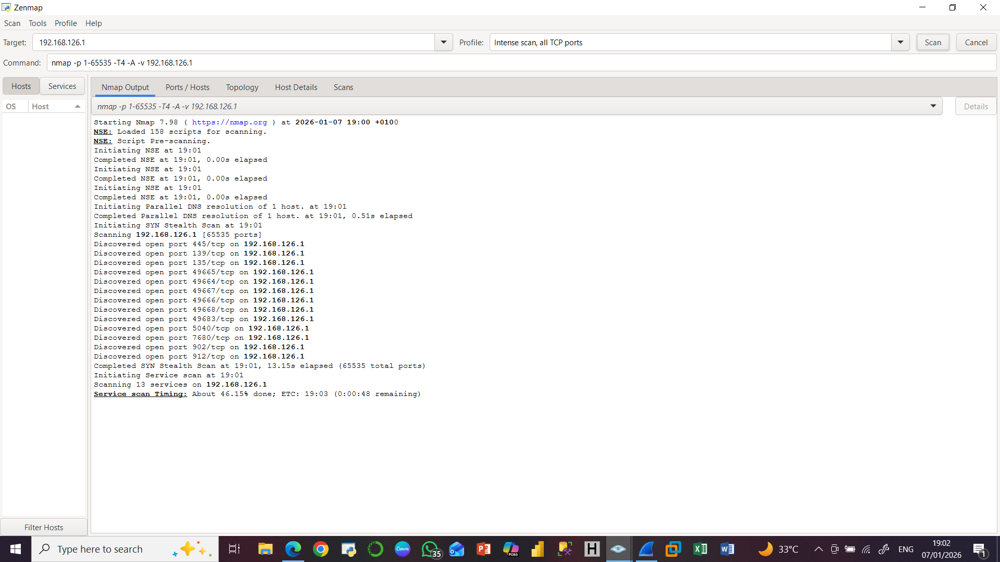 Zenmap
Scan Tools Profile Help
Target: 192.168.126.1 Profile: Intense scan, all TCP ports Scan Cancel
Command: nmap -p 1-65535 -T4 -A -v 192.168.126.1
Hosts Services Nmap Output Ports / Hosts Topology Host Details Scans
OS Host nmap -p 1-65535 -T4 -A -v 192.168.126.1 Details
Starting Nmap 7.98 ( https://nmap.org ) at 2026-01-07 19:00 +0100
NSE: Loaded 158 scripts for scanning.
NSE: Script Pre-scanning.
Initiating NSE at 19:01
Completed NSE at 19:01, 0.00s elapsed
Initiating NSE at 19:01
Completed NSE at 19:01, 0.00s elapsed
Initiating NSE at 19:01
Completed NSE at 19:01, 0.00s elapsed
Initiating Parallel DNS resolution of 1 host. at 19:01
Completed Parallel DNS resolution of 1 host. at 19:01, 0.51s elapsed
Initiating SYN Stealth Scan at 19:01
Scanning 192.168.126.1 [65535 ports]
Discovered open port 445/tcp on 192.168.126.1
Discovered open port 139/tcp on 192.168.126.1
Discovered open port 135/tcp on 192.168.126.1
Discovered open port 49665/tcp on 192.168.126.1
Discovered open port 49664/tcp on 192.168.126.1
Discovered open port 49667/tcp on 192.168.126.1
Discovered open port 49666/tcp on 192.168.126.1
Discovered open port 49668/tcp on 192.168.126.1
Discovered open port 49683/tcp on 192.168.126.1
Discovered open port 5040/tcp on 192.168.126.1
Discovered open port 7680/tcp on 192.168.126.1
Discovered open port 902/tcp on 192.168.126.1
Discovered open port 912/tcp on 192.168.126.1
Completed SYN Stealth Scan at 19:01, 13.15s elapsed (65535 total ports)
Initiating Service scan at 19:01
Scanning 13 services on 192.168.126.1
Service scan Timing: About 46.15% done; ETC: 19:03 (0:00:48 remaining)
Filter Hosts
Type here to search Canva 35 M365 H 33°C ENG 19:02
07/01/2026 1